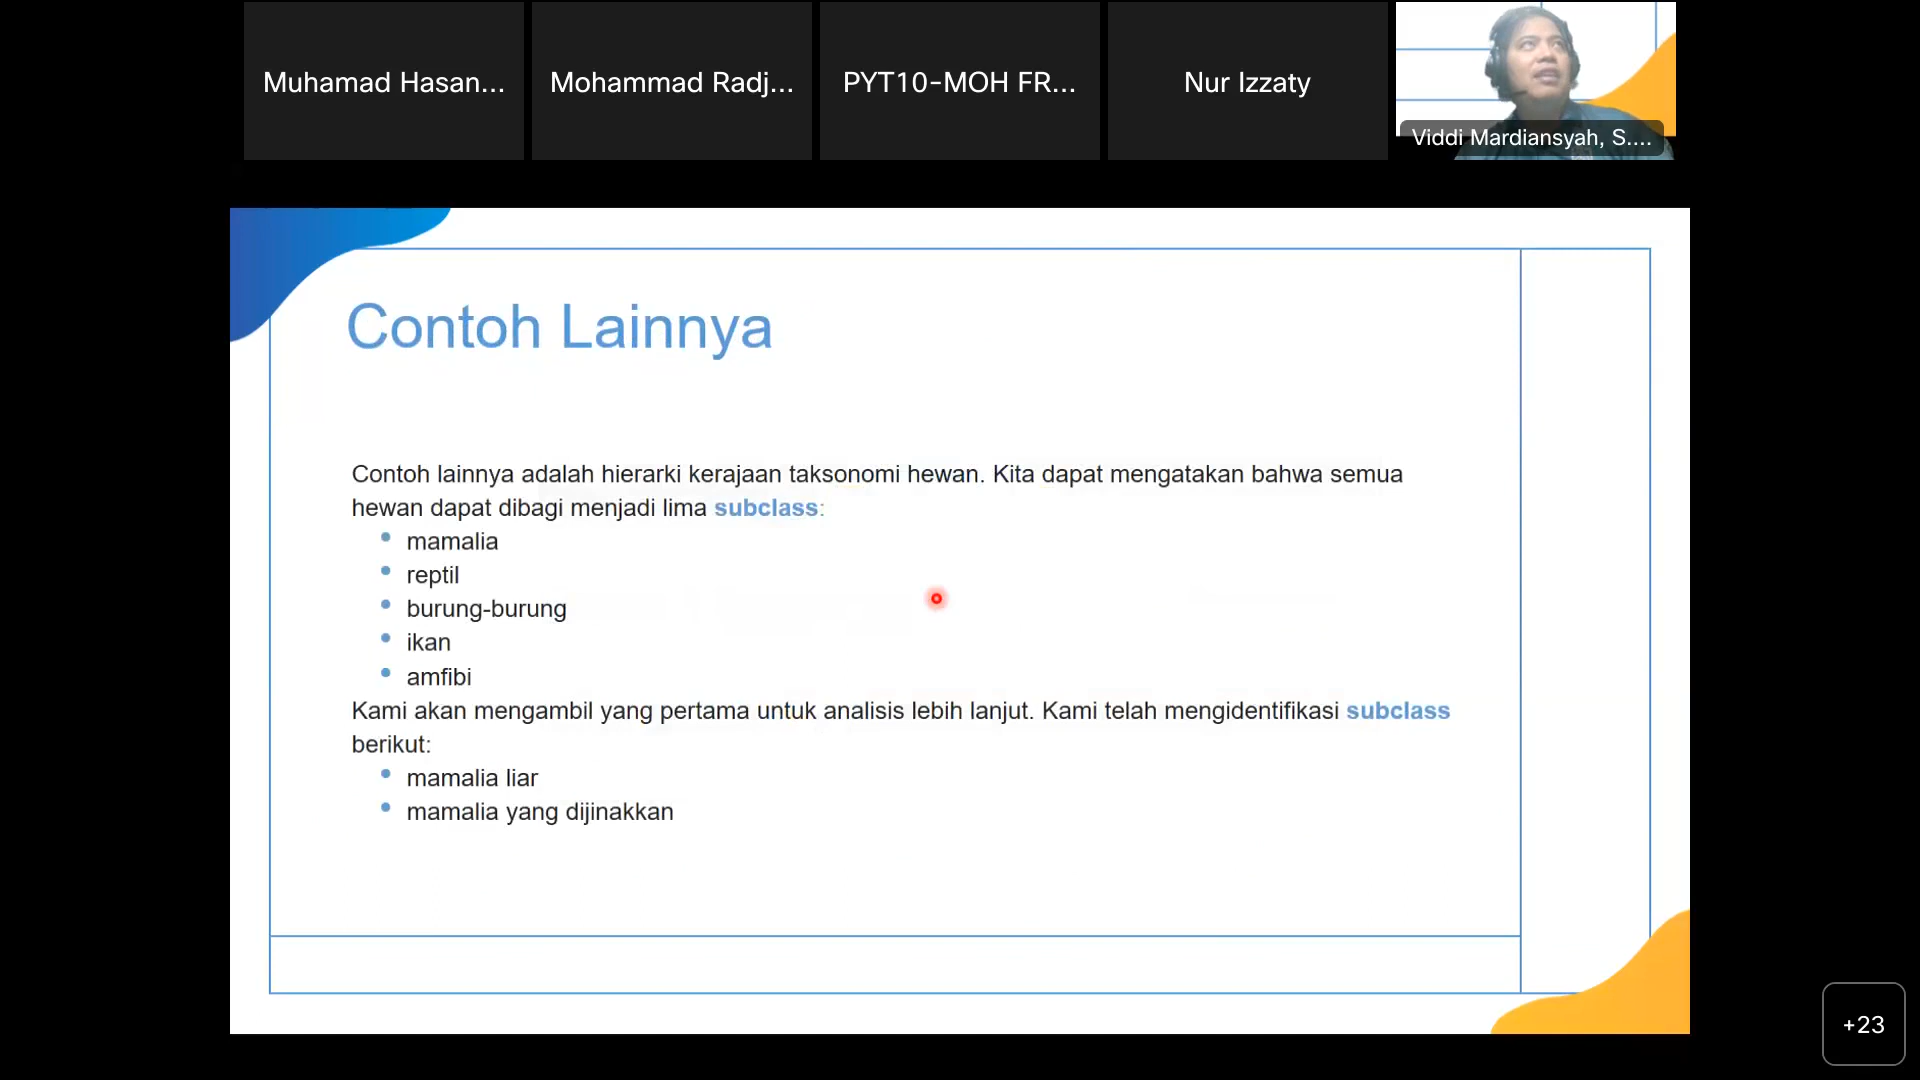 Muhamad Hasan...
Mohammad Radj...
PYT10-MOH FR...
Nur Izzaty
Viddi Mardiansyah, S....
Contoh Lainnya
Contoh lainnya adalah hierarki kerajaan taksonomi hewan. Kita dapat mengatakan bahwa semua
hewan dapat dibagi menjadi lima subclass:
• mamalia
• reptil
• burung-burung
• ikan
• amfibi
Kami akan mengambil yang pertama untuk analisis lebih lanjut. Kami telah mengidentifikasi subclass
berikut:
• mamalia liar
• mamalia yang dijinakkan
+23